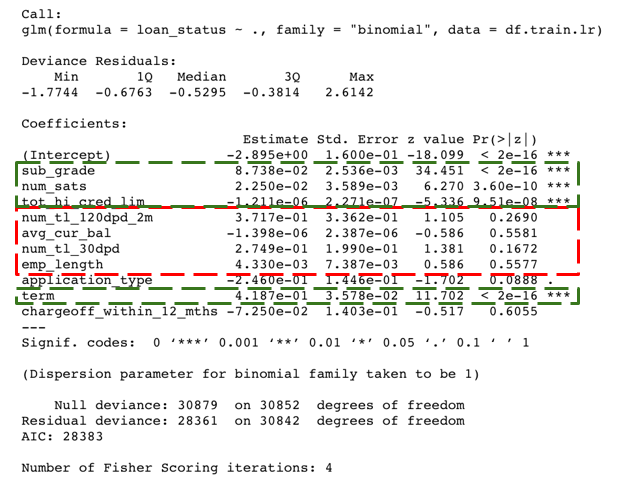 Call:
glm(formula = loan_status ~ ., family = "binomial", data = df.train.lr)
Deviance Residuals:
Min 1Q Median 3Q Max
-1.7744 -0.6763 -0.5295 -0.3814 2.6142
Coefficients:
Estimate Std. Error z value Pr(>|z|)
(Intercept) -2.895e+00 1.600e-01 -18.099 < 2e-16 ***
sub_grade 8.738e-02 2.536e-03 34.451 < 2e-16 ***
num_sats 2.250e-02 3.589e-03 6.270 3.60e-10 ***
tot_hi_cred_lim -1.211e-06 2.271e-07 -5.336 9.51e-08 ***
num_tl_120dpd_2m 3.717e-01 3.362e-01 1.105 0.2690
avg_cur_bal -1.398e-06 2.387e-06 -0.586 0.5581
num_tl_30dpd 2.749e-01 1.990e-01 1.381 0.1672
emp_length 4.330e-03 7.387e-03 0.586 0.5577
application_type -2.460e-01 1.446e-01 -1.702 0.0888 .
term 4.187e-01 3.578e-02 11.702 < 2e-16 ***
chargeoff_within_12_mths -7.250e-02 1.403e-01 -0.517 0.6055
---
Signif. codes: 0 ‘***’ 0.001 ‘**’ 0.01 ‘*’ 0.05 ‘.’ 0.1 ‘ ’ 1
(Dispersion parameter for binomial family taken to be 1)
Null deviance: 30879 on 30852 degrees of freedom
Residual deviance: 28361 on 30842 degrees of freedom
AIC: 28383
Number of Fisher Scoring iterations: 4